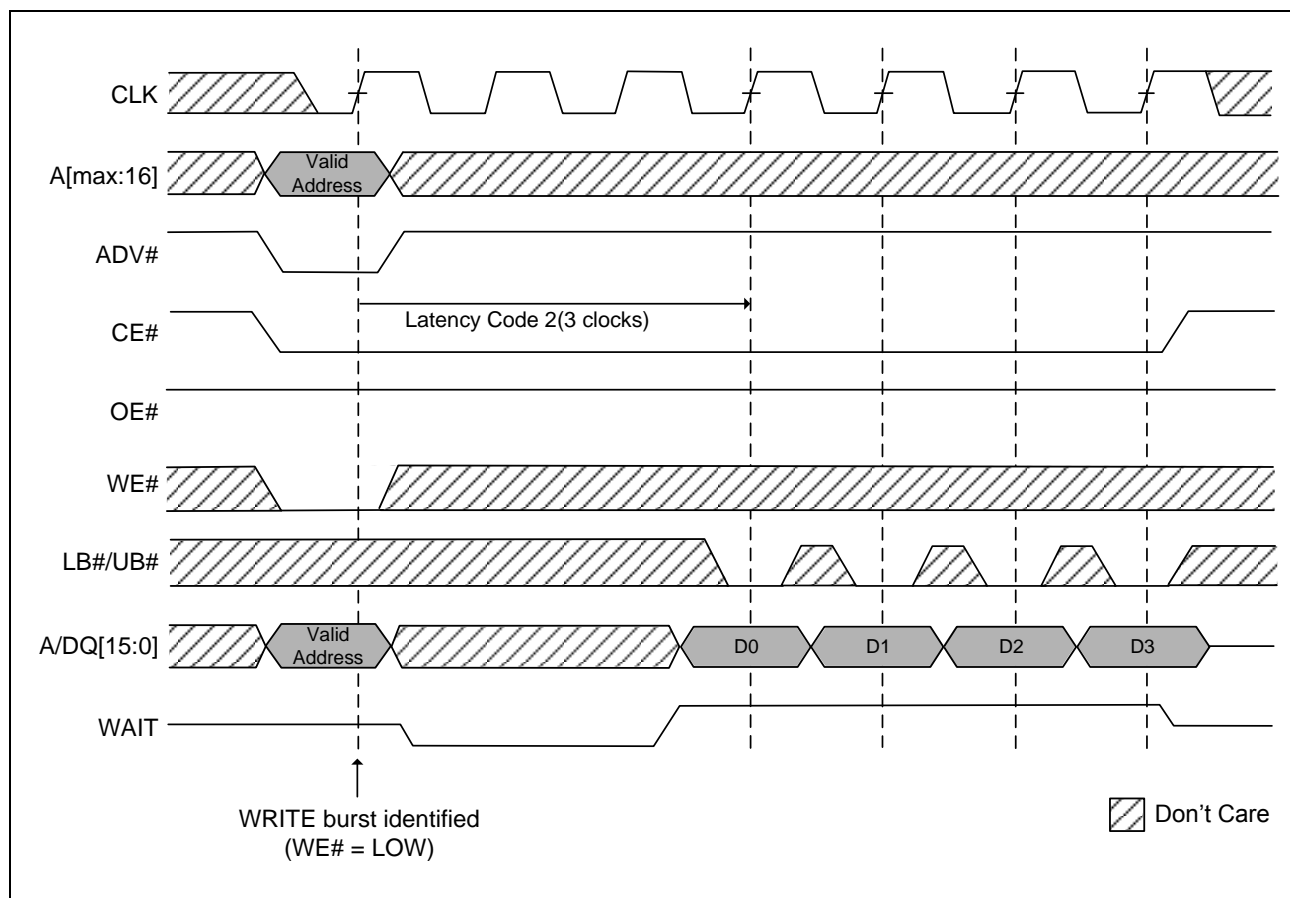 CLK
A[max:16]
Valid
Address
ADV#
Latency Code 2(3 clocks)
CE#
OE#
WE#
LB#/UB#
A/DQ[15:0]
Valid
Address
D0
D1
D2
D3
WAIT
WRITE burst identified
(WE# = LOW)
Don't Care